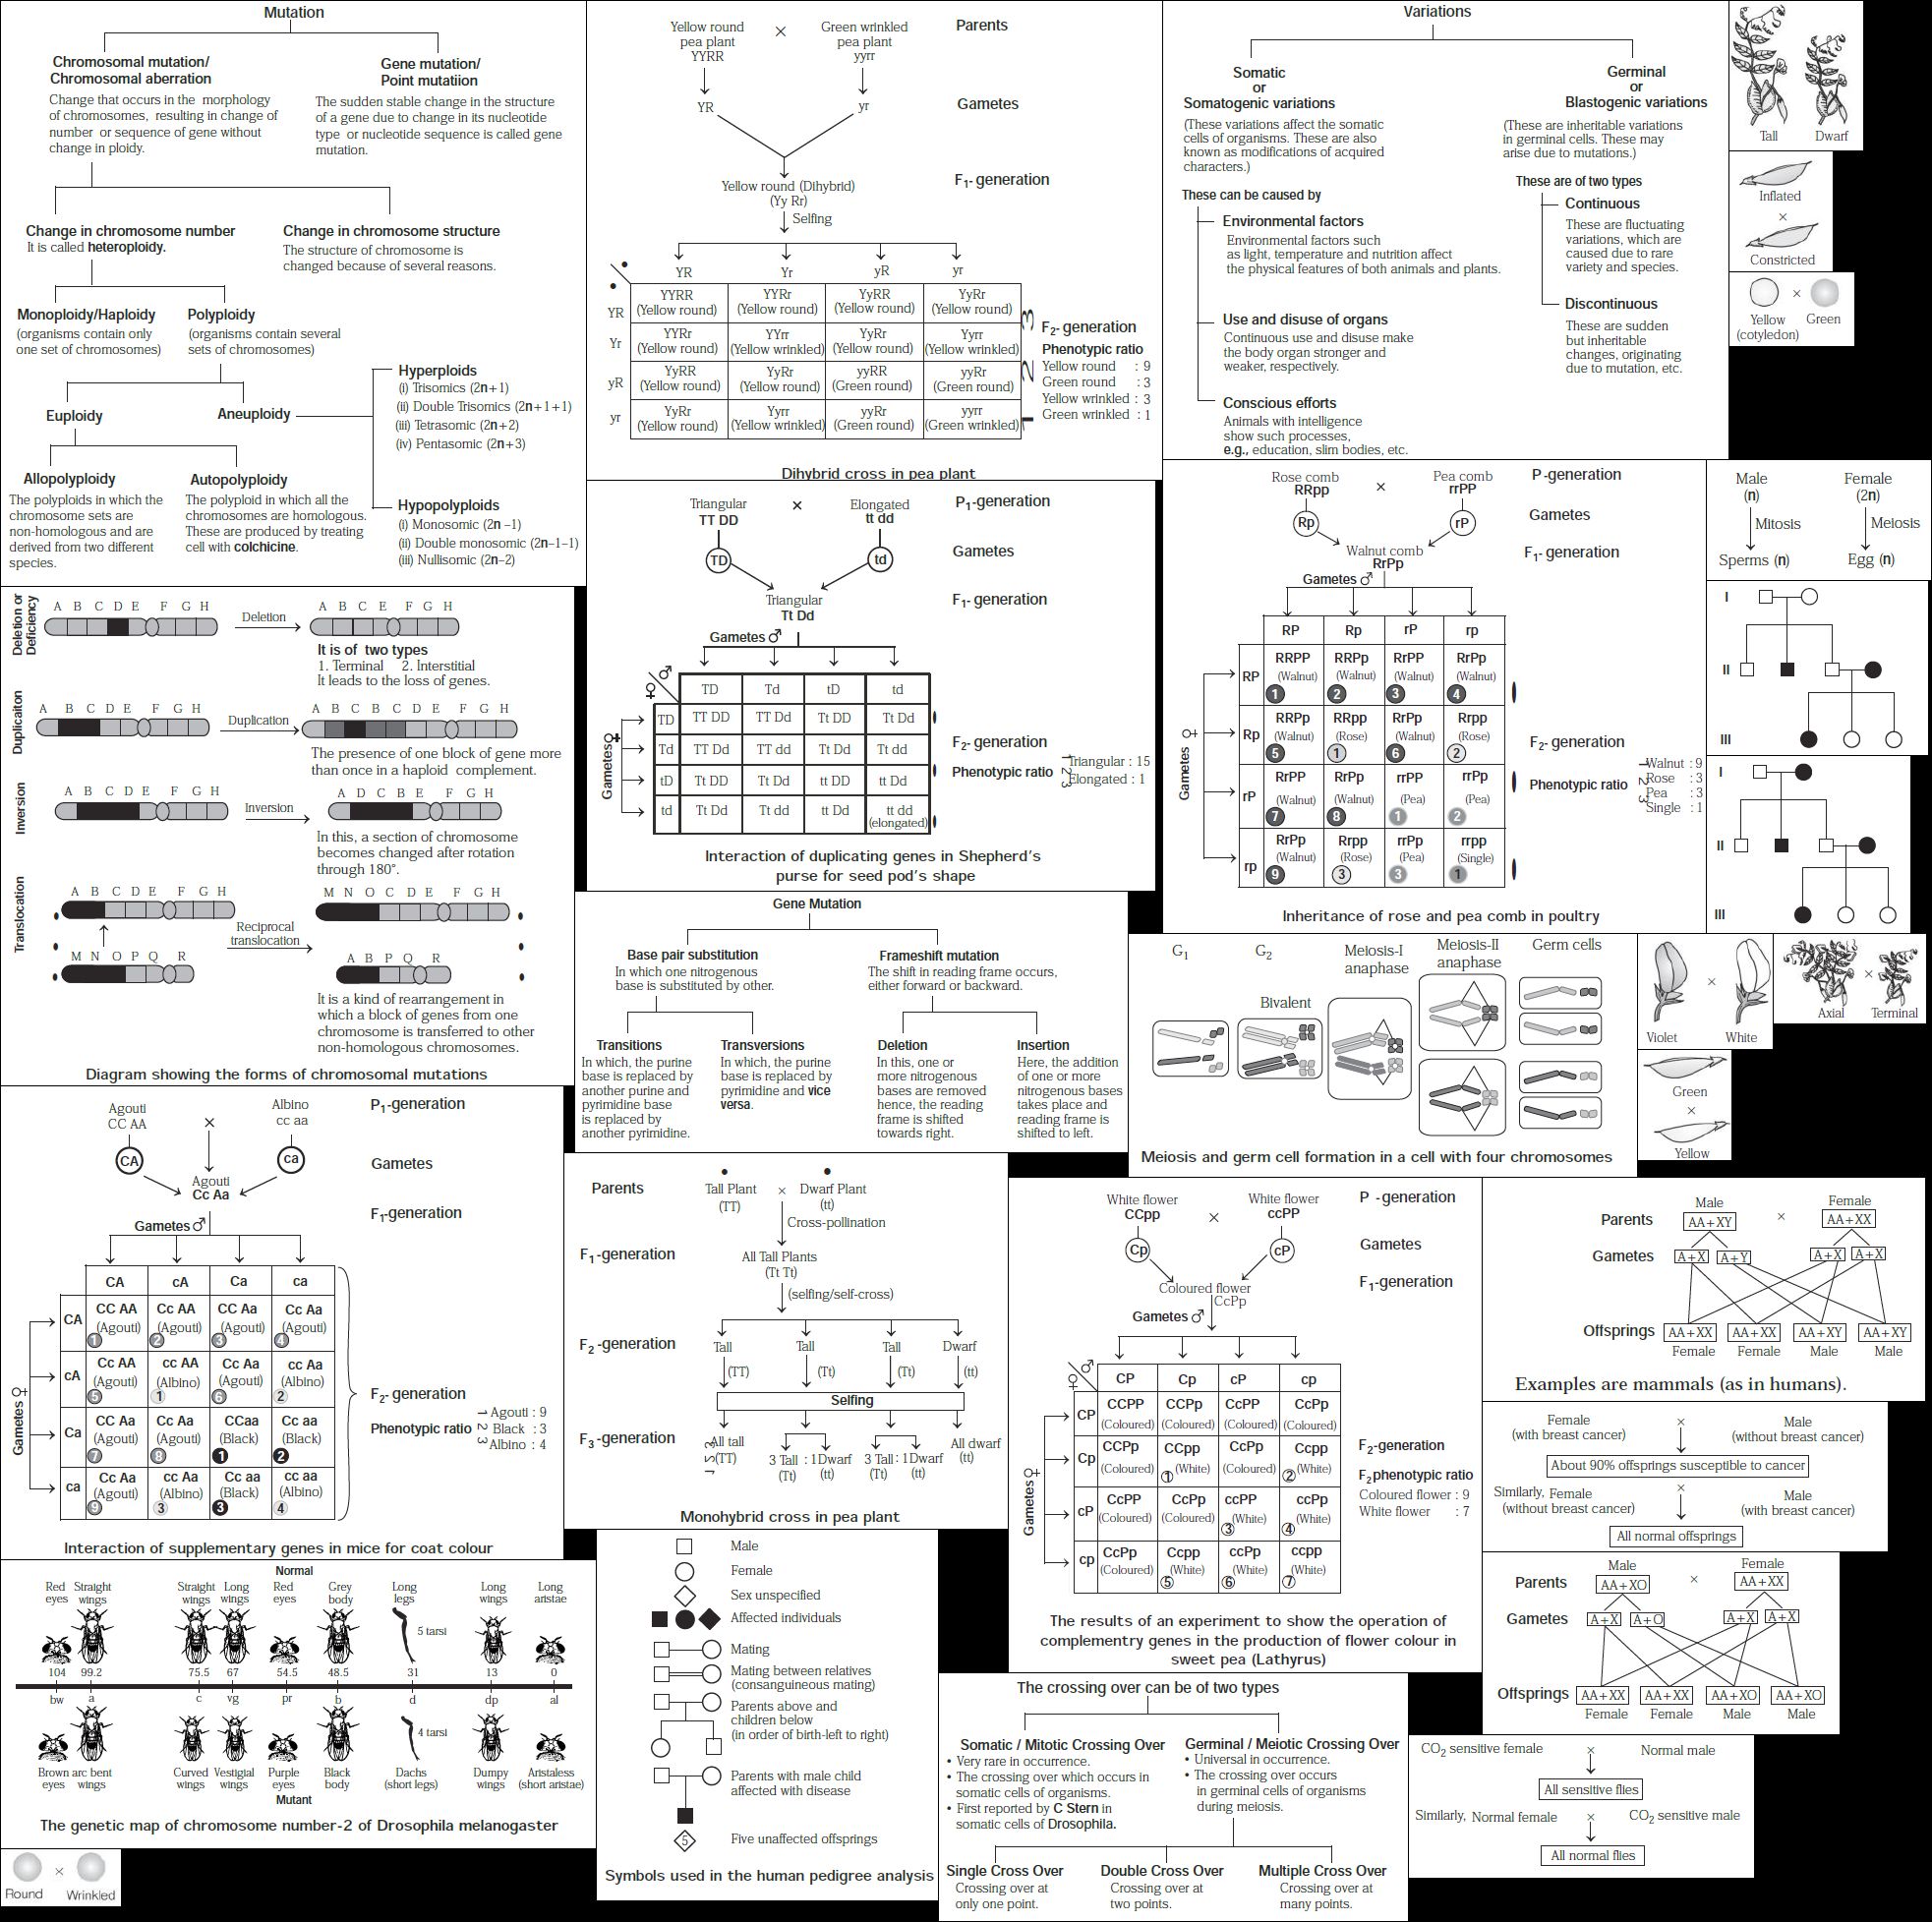 Mutation
Chromosomal mutation/
Chromosomal aberration
Change that occurs in the morphology
of chromosomes, resulting in change of
number or sequence of gene without
change in ploidy.
Gene mutation/
Point mutatiion
The sudden stable change in the structure
of a gene due to change in its nucleotide
type or nucleotide sequence is called gene
mutation.
Change in chromosome number
It is called heteroploidy.
Change in chromosome structure
The structure of chromosome is
changed because of several reasons.
Monoploidy/Haploidy
(organisms contain only
one set of chromosomes)
Polyploidy
(organisms contain several
sets of chromosomes)
Euploidy
Aneuploidy
Hyperploids
(i) Trisomics (2n+1)
(ii) Double Trisomics (2n+1+1)
(iii) Tetrasomic (2n+2)
(iv) Pentasomic (2n+3)
Allopolyploidy
The polyploids in which the
chromosome sets are
non-homologous and are
derived from two different
species.
Autopolyploidy
The polyploid in which all the
chromosomes are homologous.
These are produced by treating
cell with colchicine.
Hypopolyploids
(i) Monosomic (2n –1)
(ii) Double monosomic (2n–1–1)
(iii) Nullisomic (2n–2)
Yellow round
pea plant
YYRR
×
Green wrinkled
pea plant
yyrr
Parents
YR
yr
Gametes
Yellow round (Dihybrid)
(Yy Rr)
F1- generation
Selfing
YR Yr yR yr
YR
YYRR
(Yellow round)
YYRr
(Yellow round)
YyRR
(Yellow round)
YyRr
(Yellow round)
Yr
YYRr
(Yellow round)
YYrr
(Yellow wrinkled)
YyRr
(Yellow round)
Yyrr
(Yellow wrinkled)
yR
YyRR
(Yellow round)
YyRr
(Yellow round)
yyRR
(Green round)
yyRr
(Green round)
yr
YyRr
(Yellow round)
Yyrr
(Yellow wrinkled)
yyRr
(Green round)
yyrr
(Green wrinkled)
3
2
1
F2- generation
Phenotypic ratio
Yellow round : 9
Green round : 3
Yellow wrinkled : 3
Green wrinkled : 1
Dihybrid cross in pea plant
Variations
Somatic
or
Somatogenic variations
(These variations affect the somatic
cells of organisms. These are also
known as modifications of acquired
characters.)
These can be caused by
Environmental factors
Environmental factors such
as light, temperature and nutrition affect
the physical features of both animals and plants.
Use and disuse of organs
Continuous use and disuse make
the body organ stronger and
weaker, respectively.
Conscious efforts
Animals with intelligence
show such processes,
e.g., education, slim bodies, etc.
Germinal
or
Blastogenic variations
(These are inheritable variations
in germinal cells. These may
arise due to mutations.)
These are of two types
Continuous
These are fluctuating
variations, which are
caused due to rare
variety and species.
Discontinuous
These are sudden
but inheritable
changes, originating
due to mutation, etc.
Tall Dwarf
Inflated
×
Constricted
×
Yellow
(cotyledon)
Green
Triangular
TT DD
×
Elongated
tt dd
P1-generation
TD
td
Gametes
Triangular
Tt Dd
F1- generation
Gametes ♂
♂
♀
TD Td tD td
Gametes ♀
TD TT DD TT Dd Tt DD Tt Dd
Td TT Dd TT dd Tt Dd Tt dd
tD Tt DD Tt Dd tt DD tt Dd
td Tt Dd Tt dd tt Dd tt dd
(elongated)
F2- generation
Phenotypic ratio
1 2 3
Triangular : 15
Elongated : 1
Interaction of duplicating genes in Shepherd's
purse for seed pod's shape
Rose comb
RRpp
×
Pea comb
rrPP
P-generation
Rp
rP
Gametes
Walnut comb
RrPp
F1- generation
Gametes ♂
RP Rp rP rp
Gametes ♀
RP
RRPP RRPp RrPP RrPp
(Walnut) (Walnut) (Walnut) (Walnut)
1 2 3 4
Rp
RRPp RRpp RrPp Rrpp
(Walnut) (Rose) (Walnut) (Rose)
5 1 6 2
rP
RrPP RrPp rrPP rrPp
(Walnut) (Walnut) (Pea) (Pea)
7 8 1 2
rp
RrPp Rrpp rrPp rrpp
(Walnut) (Rose) (Pea) (Single)
9 3 3 1
F2- generation
Phenotypic ratio
1 2 3
Walnut : 9
Rose : 3
Pea : 3
Single : 1
Inheritance of rose and pea comb in poultry
Male
(n)
Mitosis
Sperms (n)
Female
(2n)
Meiosis
Egg (n)
I
II
III
I
II
III
Deletion or
Deficiency
A B C D E F G H
Deletion
A B C E F G H
It is of two types
1. Terminal 2. Interstitial
It leads to the loss of genes.
Duplicaiton
A B C D E F G H
Duplication
A B C B C D E F G H
The presence of one block of gene more
than once in a haploid complement.
Inversion
A B C D E F G H
Inversion
A D C B E F G H
In this, a section of chromosome
becomes changed after rotation
through 180°.
Translocation
A B C D E F G H
M N O P Q R
Reciprocal
translocation
M N O C D E F G H
A B P Q R
It is a kind of rearrangement in
which a block of genes from one
chromosome is transferred to other
non-homologous chromosomes.
Diagram showing the forms of chromosomal mutations
Gene Mutation
Base pair substitution
In which one nitrogenous
base is substituted by other.
Frameshift mutation
The shift in reading frame occurs,
either forward or backward.
Transitions
In which, the purine
base is replaced by
another purine and
pyrimidine base
is replaced by
another pyrimidine.
Transversions
In which, the purine
base is replaced by
pyrimidine and vice
versa.
Deletion
In this, one or
more nitrogenous
bases are removed
hence, the reading
frame is shifted
towards right.
Insertion
Here, the addition
of one or more
nitrogenous bases
takes place and
reading frame is
shifted to left.
G1
G2
Bivalent
Meiosis-I
anaphase
Meiosis-II
anaphase
Germ cells
Meiosis and germ cell formation in a cell with four chromosomes
×
Violet White
×
Axial Terminal
Green
×
Yellow
Agouti
CC AA
×
Albino
cc aa
P1-generation
CA
ca
Gametes
Agouti
Cc Aa
F1-generation
Gametes ♂
CA cA Ca ca
Gametes ♀
CA
CC AA Cc AA CC Aa Cc Aa
(Agouti) (Agouti) (Agouti) (Agouti)
1 2 3 4
cA
Cc AA cc AA Cc Aa cc Aa
(Agouti) (Albino) (Agouti) (Albino)
5 1 6 2
Ca
CC Aa Cc Aa CCaa Cc aa
(Agouti) (Agouti) (Black) (Black)
7 8 1 2
ca
Cc Aa cc Aa Cc aa cc aa
(Agouti) (Albino) (Black) (Albino)
9 3 3 4
F2- generation
Phenotypic ratio
1 2 3
Agouti : 9
Black : 3
Albino : 4
Interaction of supplementary genes in mice for coat colour
Parents
Tall Plant
(TT)
×
Dwarf Plant
(tt)
Cross-pollination
F1-generation
All Tall Plants
(Tt Tt)
(selfing/self-cross)
F2-generation
Tall Tall Tall Dwarf
(TT) (Tt) (Tt) (tt)
Selfing
F3-generation
1 2 3
All tall
(TT)
3 Tall : 1Dwarf
(Tt) (tt)
3 Tall : 1Dwarf
(Tt) (tt)
All dwarf
(tt)
Monohybrid cross in pea plant
White flower
CCpp
×
White flower
ccPP
P -generation
Cp
cP
Gametes
Coloured flower
CcPp
F1-generation
Gametes ♂
♂
♀
CP Cp cP cp
Gametes ♀
CP
CCPP CCPp CcPP CcPp
(Coloured) (Coloured) (Coloured) (Coloured)
Cp
CCPp CCpp CcPp Ccpp
(Coloured) (White) (Coloured) (White)
1 2
cP
CcPP CcPp ccPP ccPp
(Coloured) (Coloured) (White) (White)
3 4
cp
CcPp Ccpp ccPp ccpp
(Coloured) (White) (White) (White)
5 6 7
F2-generation
F2phenotypic ratio
Coloured flower : 9
White flower : 7
The results of an experiment to show the operation of
complementry genes in the production of flower colour in
sweet pea (Lathyrus)
Male Female
Parents AA+XY × AA+XX
Gametes A+X A+Y A+X A+X
Offsprings AA+XX AA+XX AA+XY AA+XY
Female Female Male Male
Examples are mammals (as in humans).
Female
(with breast cancer)
×
Male
(without breast cancer)
About 90% offsprings susceptible to cancer
Similarly, Female
(without breast cancer)
×
Male
(with breast cancer)
All normal offsprings
Male Female
Parents AA+XO × AA+XX
Gametes A+X A+O A+X A+X
Offsprings AA+XX AA+XX AA+XO AA+XO
Female Female Male Male
CO2 sensitive female × Normal male
All sensitive flies
Similarly, Normal female × CO2 sensitive male
All normal flies
Normal
Red
eyes
Straight
wings
Straight
wings
Long
wings
Red
eyes
Grey
body
Long
legs
Long
wings
Long
aristae
5 tarsi
104 99.2 75.5 67 54.5 48.5 31 13 0
bw a c vg pr b d dp al
4 tarsi
Brown
eyes
arc bent
wings
Curved
wings
Vestigial
wings
Purple
eyes
Black
body
Dachs
(short legs)
Dumpy
wings
Aristaless
(short aristae)
Mutant
The genetic map of chromosome number-2 of Drosophila melanogaster
×
Round Wrinkled
Male
Female
Sex unspecified
Affected individuals
Mating
Mating between relatives
(consanguineous mating)
Parents above and
children below
(in order of birth-left to right)
Parents with male child
affected with disease
5
Five unaffected offsprings
Symbols used in the human pedigree analysis
The crossing over can be of two types
Somatic / Mitotic Crossing Over
• Very rare in occurrence.
• The crossing over which occurs in
somatic cells of organisms.
• First reported by C Stern in
somatic cells of Drosophila.
Germinal / Meiotic Crossing Over
• Universal in occurrence.
• The crossing over occurs
in germinal cells of organisms
during meiosis.
Single Cross Over
Crossing over at
only one point.
Double Cross Over
Crossing over at
two points.
Multiple Cross Over
Crossing over at
many points.